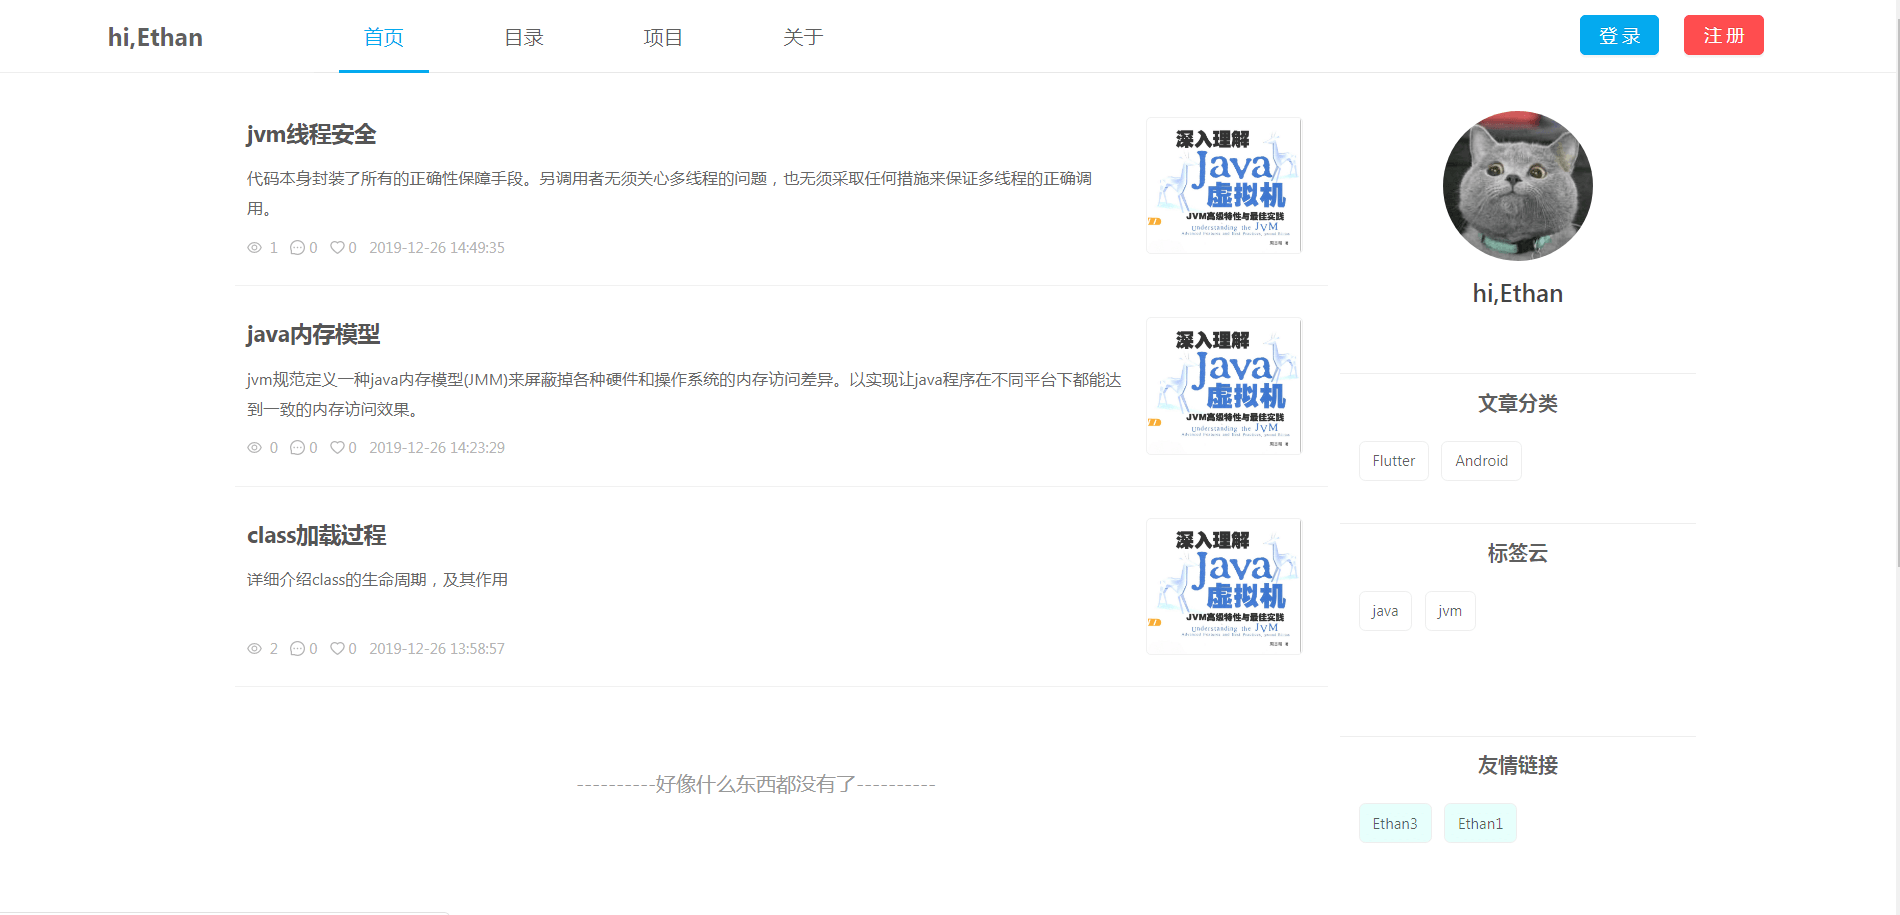 hi,Ethan
首页
目录
项目
关于
登 录
注 册
jvm线程安全
代码本身封装了所有的正确性保障手段。另调用者无须关心多线程的问题，也无须采取任何措施来保证多线程的正确调
用。
1 0 0 2019-12-26 14:49:35
深入理解
Java
虚拟机
JVM高级特性与最佳实践
Understanding the JVM
java内存模型
jvm规范定义一种java内存模型(JMM)来屏蔽掉各种硬件和操作系统的内存访问差异。以实现让java程序在不同平台下都能达
到一致的内存访问效果。
0 0 0 2019-12-26 14:23:29
深入理解
Java
虚拟机
JVM高级特性与最佳实践
Understanding the JVM
class加载过程
详细介绍class的生命周期，及其作用
2 0 0 2019-12-26 13:58:57
深入理解
Java
虚拟机
JVM高级特性与最佳实践
Understanding the JVM
----------好像什么东西都没有了----------
hi,Ethan
文章分类
Flutter
Android
标签云
java
jvm
友情链接
Ethan3
Ethan1